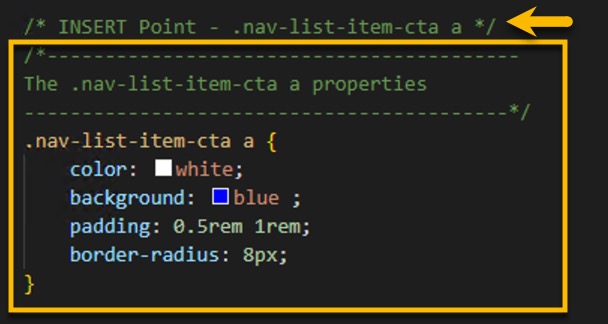 /* INSERT Point - .nav-list-item-cta a */
/*-----------------------------------------
The .nav-list-item-cta a properties
------------------------------------------*/
.nav-list-item-cta a {
color: white;
background: blue ;
padding: 0.5rem 1rem;
border-radius: 8px;
}